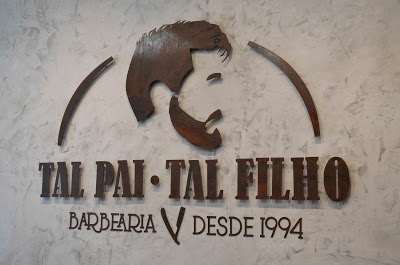 TAL PAI · TAL FILHO
BARBEARIA DESDE 1994